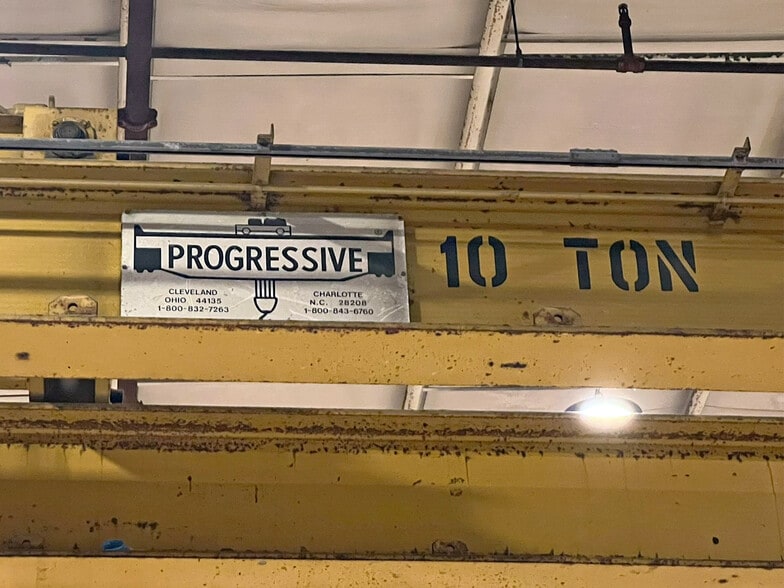 PROGRESSIVE
CLEVELAND
OHIO 44135
1-800-832-7263
CHARLOTTE
N.C. 28208
1-800-843-6760
10 TON